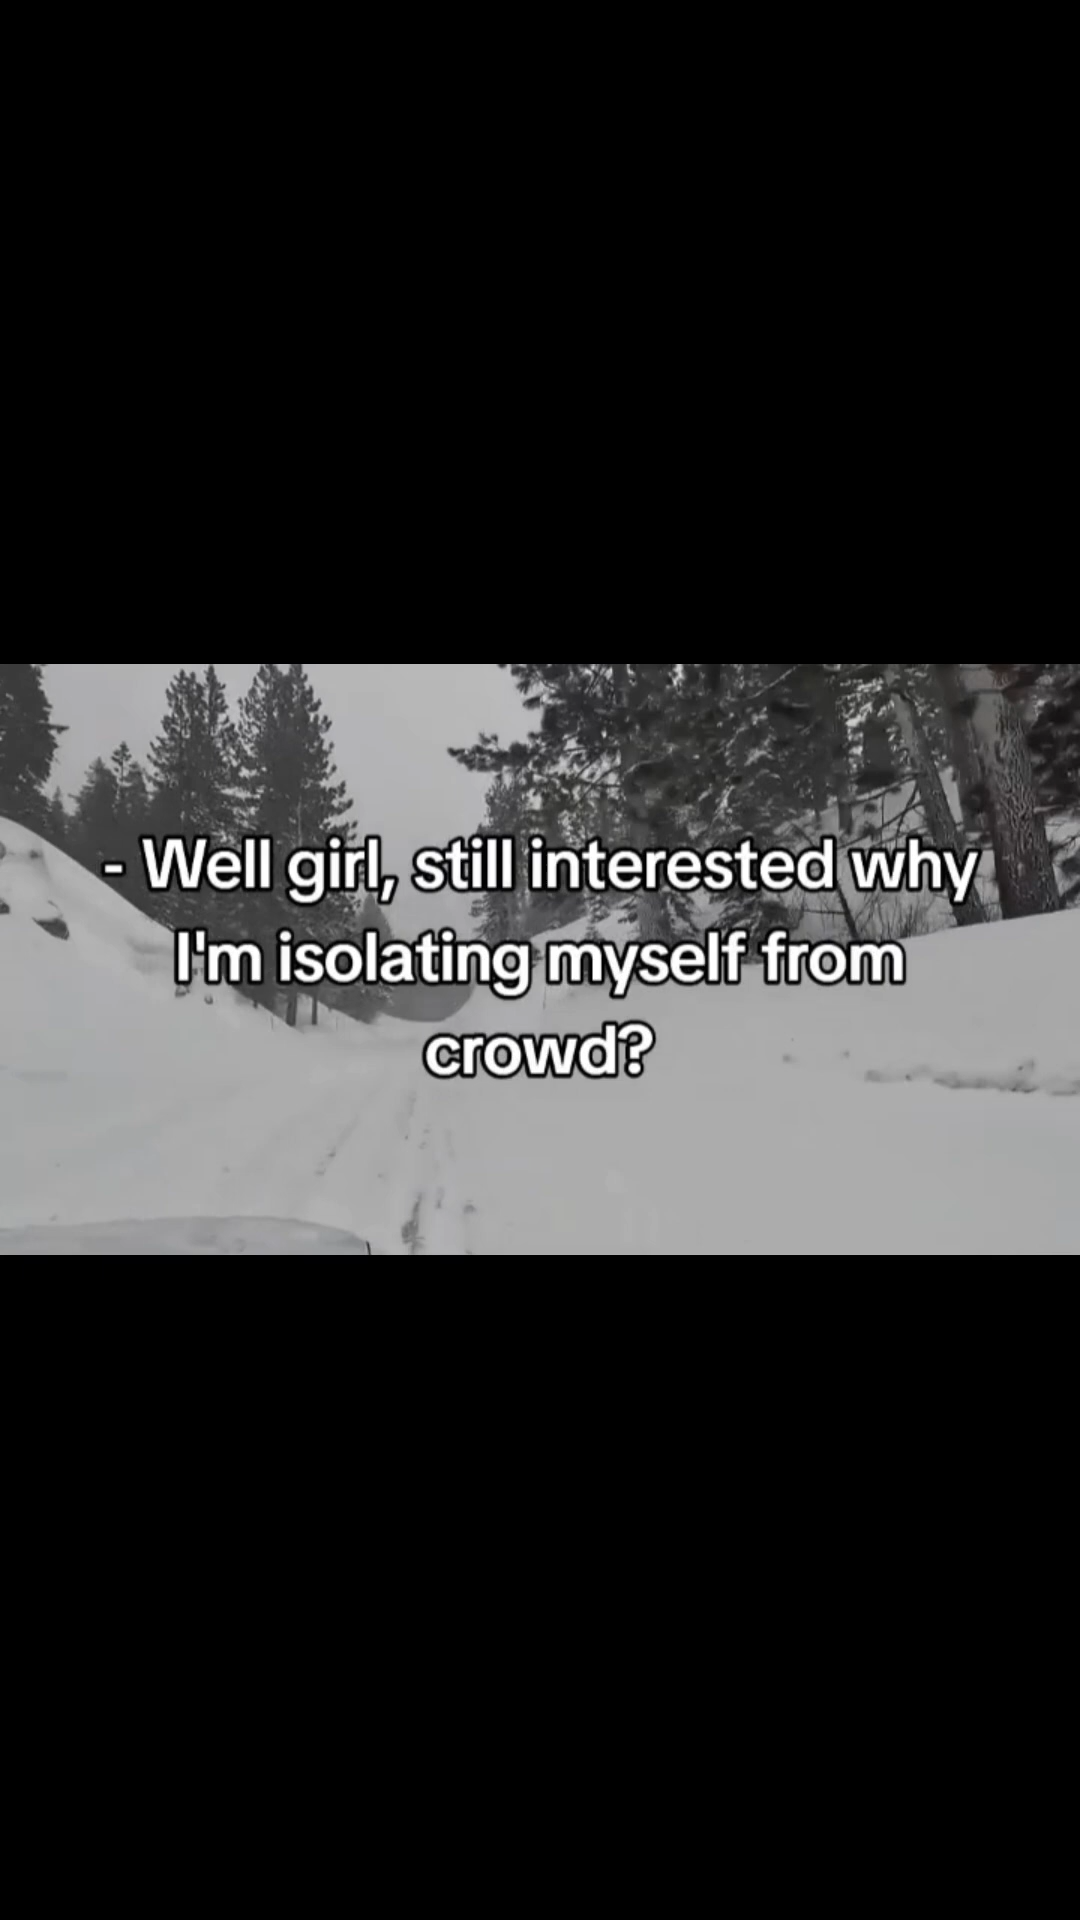 - Well girl, still interested why
I'm isolating myself from
crowd?